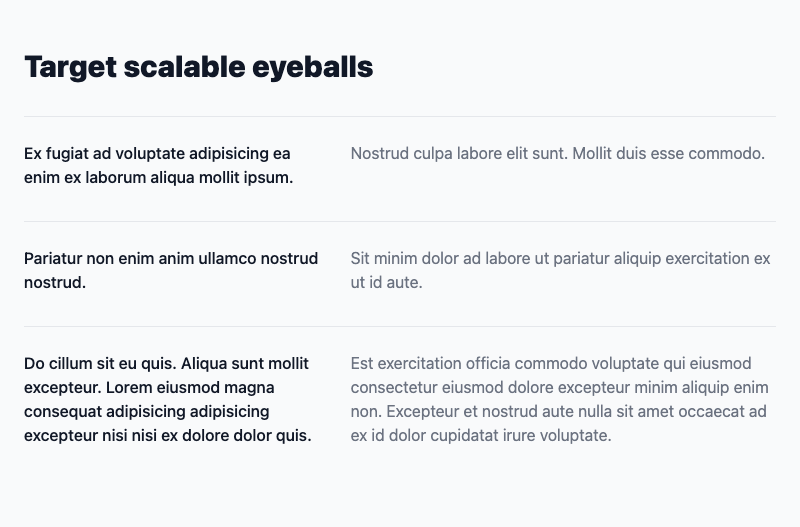 Target scalable eyeballs
Ex fugiat ad voluptate adipisicing ea
enim ex laborum aliqua mollit ipsum.
Nostrud culpa labore elit sunt. Mollit duis esse commodo.
Pariatur non enim anim ullamco nostrud
nostrud.
Sit minim dolor ad labore ut pariatur aliquip exercitation ex
ut id aute.
Do cillum sit eu quis. Aliqua sunt mollit
excepteur. Lorem eiusmod magna
consequat adipisicing adipisicing
excepteur nisi nisi ex dolore dolor quis.
Est exercitation officia commodo voluptate qui eiusmod
consectetur eiusmod dolore excepteur minim aliquip enim
non. Excepteur et nostrud aute nulla sit amet occaecat ad
ex id dolor cupidatat irure voluptate.